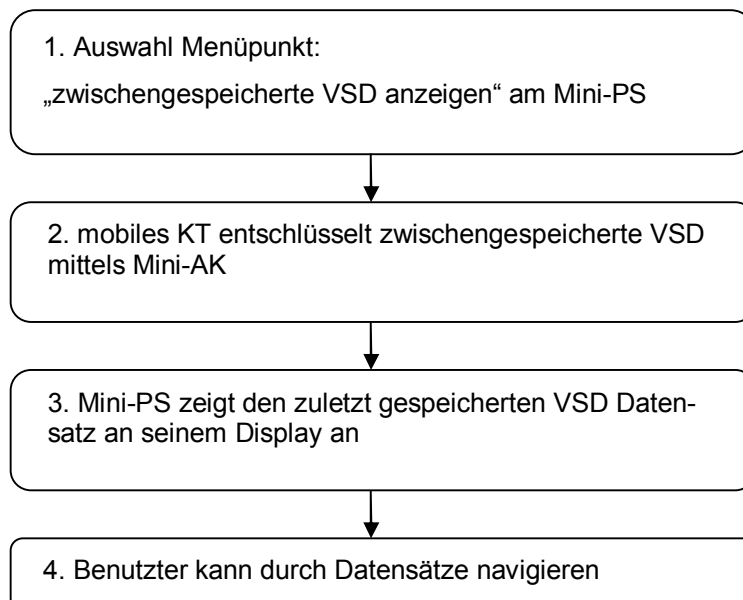 1. Auswahl Menüpunkt:
„zwischengespeicherte VSD anzeigen“ am Mini-PS
2. mobiles KT entschlüsselt zwischengespeicherte VSD
mittels Mini-AK
3. Mini-PS zeigt den zuletzt gespeicherten VSD Daten-
satz an seinem Display an
4. Benutzter kann durch Datensätze navigieren